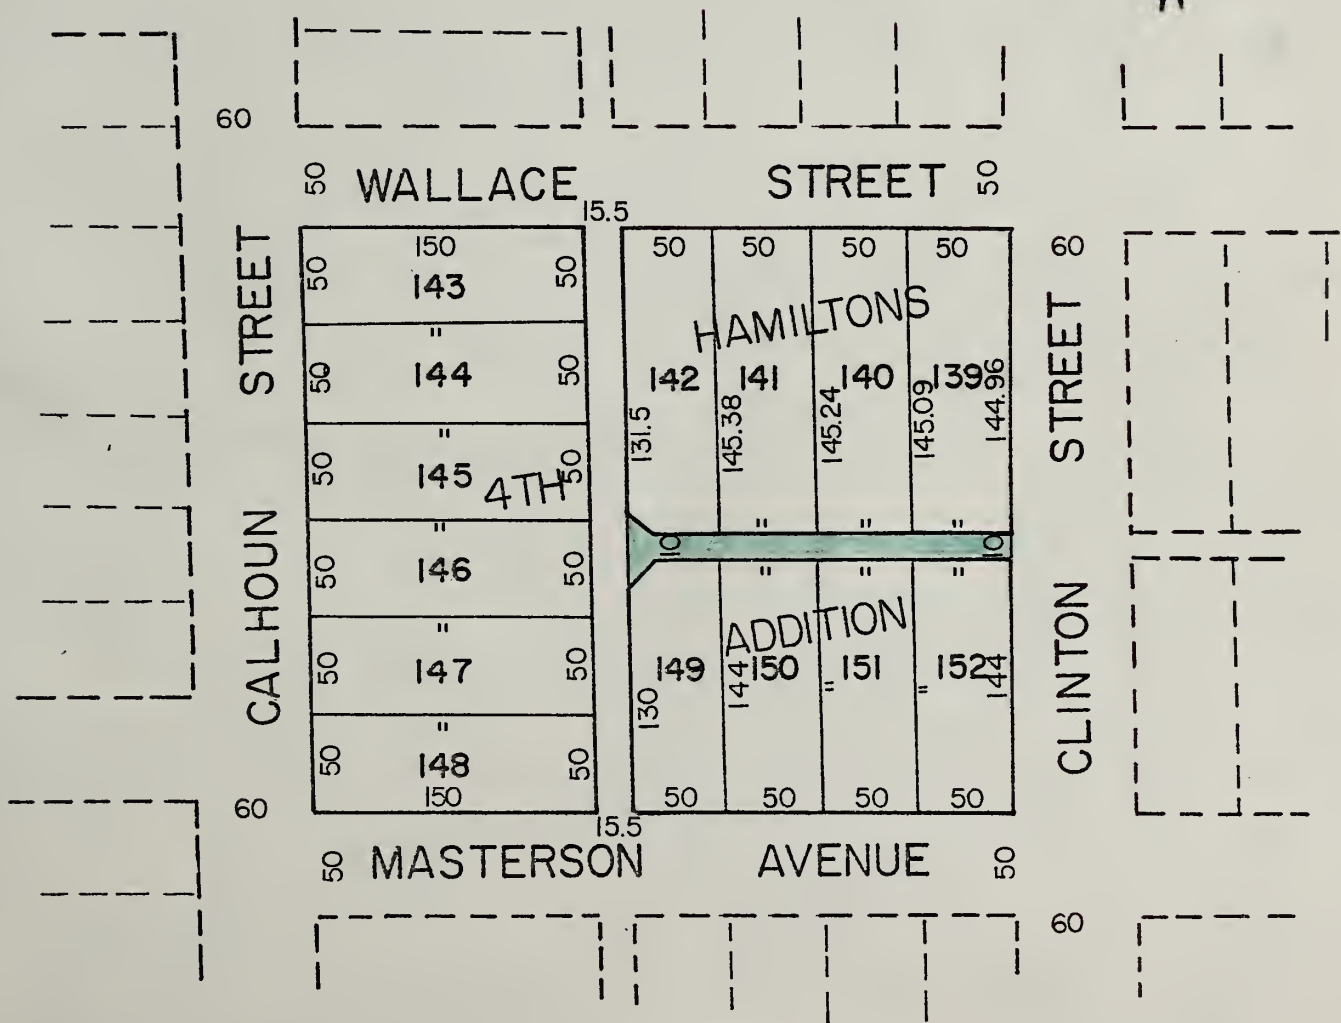 60
50 WALLACE STREET 50
15.5
150 50 50 50 50 60
50 143 50
HAMILTONS
"
50 144 50 142 141 140 139
131.5 145.38 145.24 145.09 144.96
"
50 145 50
4TH
" " " "
50 146 50 10 10
" " "
"
ADDITION
50 147 50 149 150 151 152
130 144 " " 144
"
50 148 50
150 50 50 50 50
60
15.5
50 MASTERSON AVENUE 50
60
CALHOUN STREET
CLINTON STREET